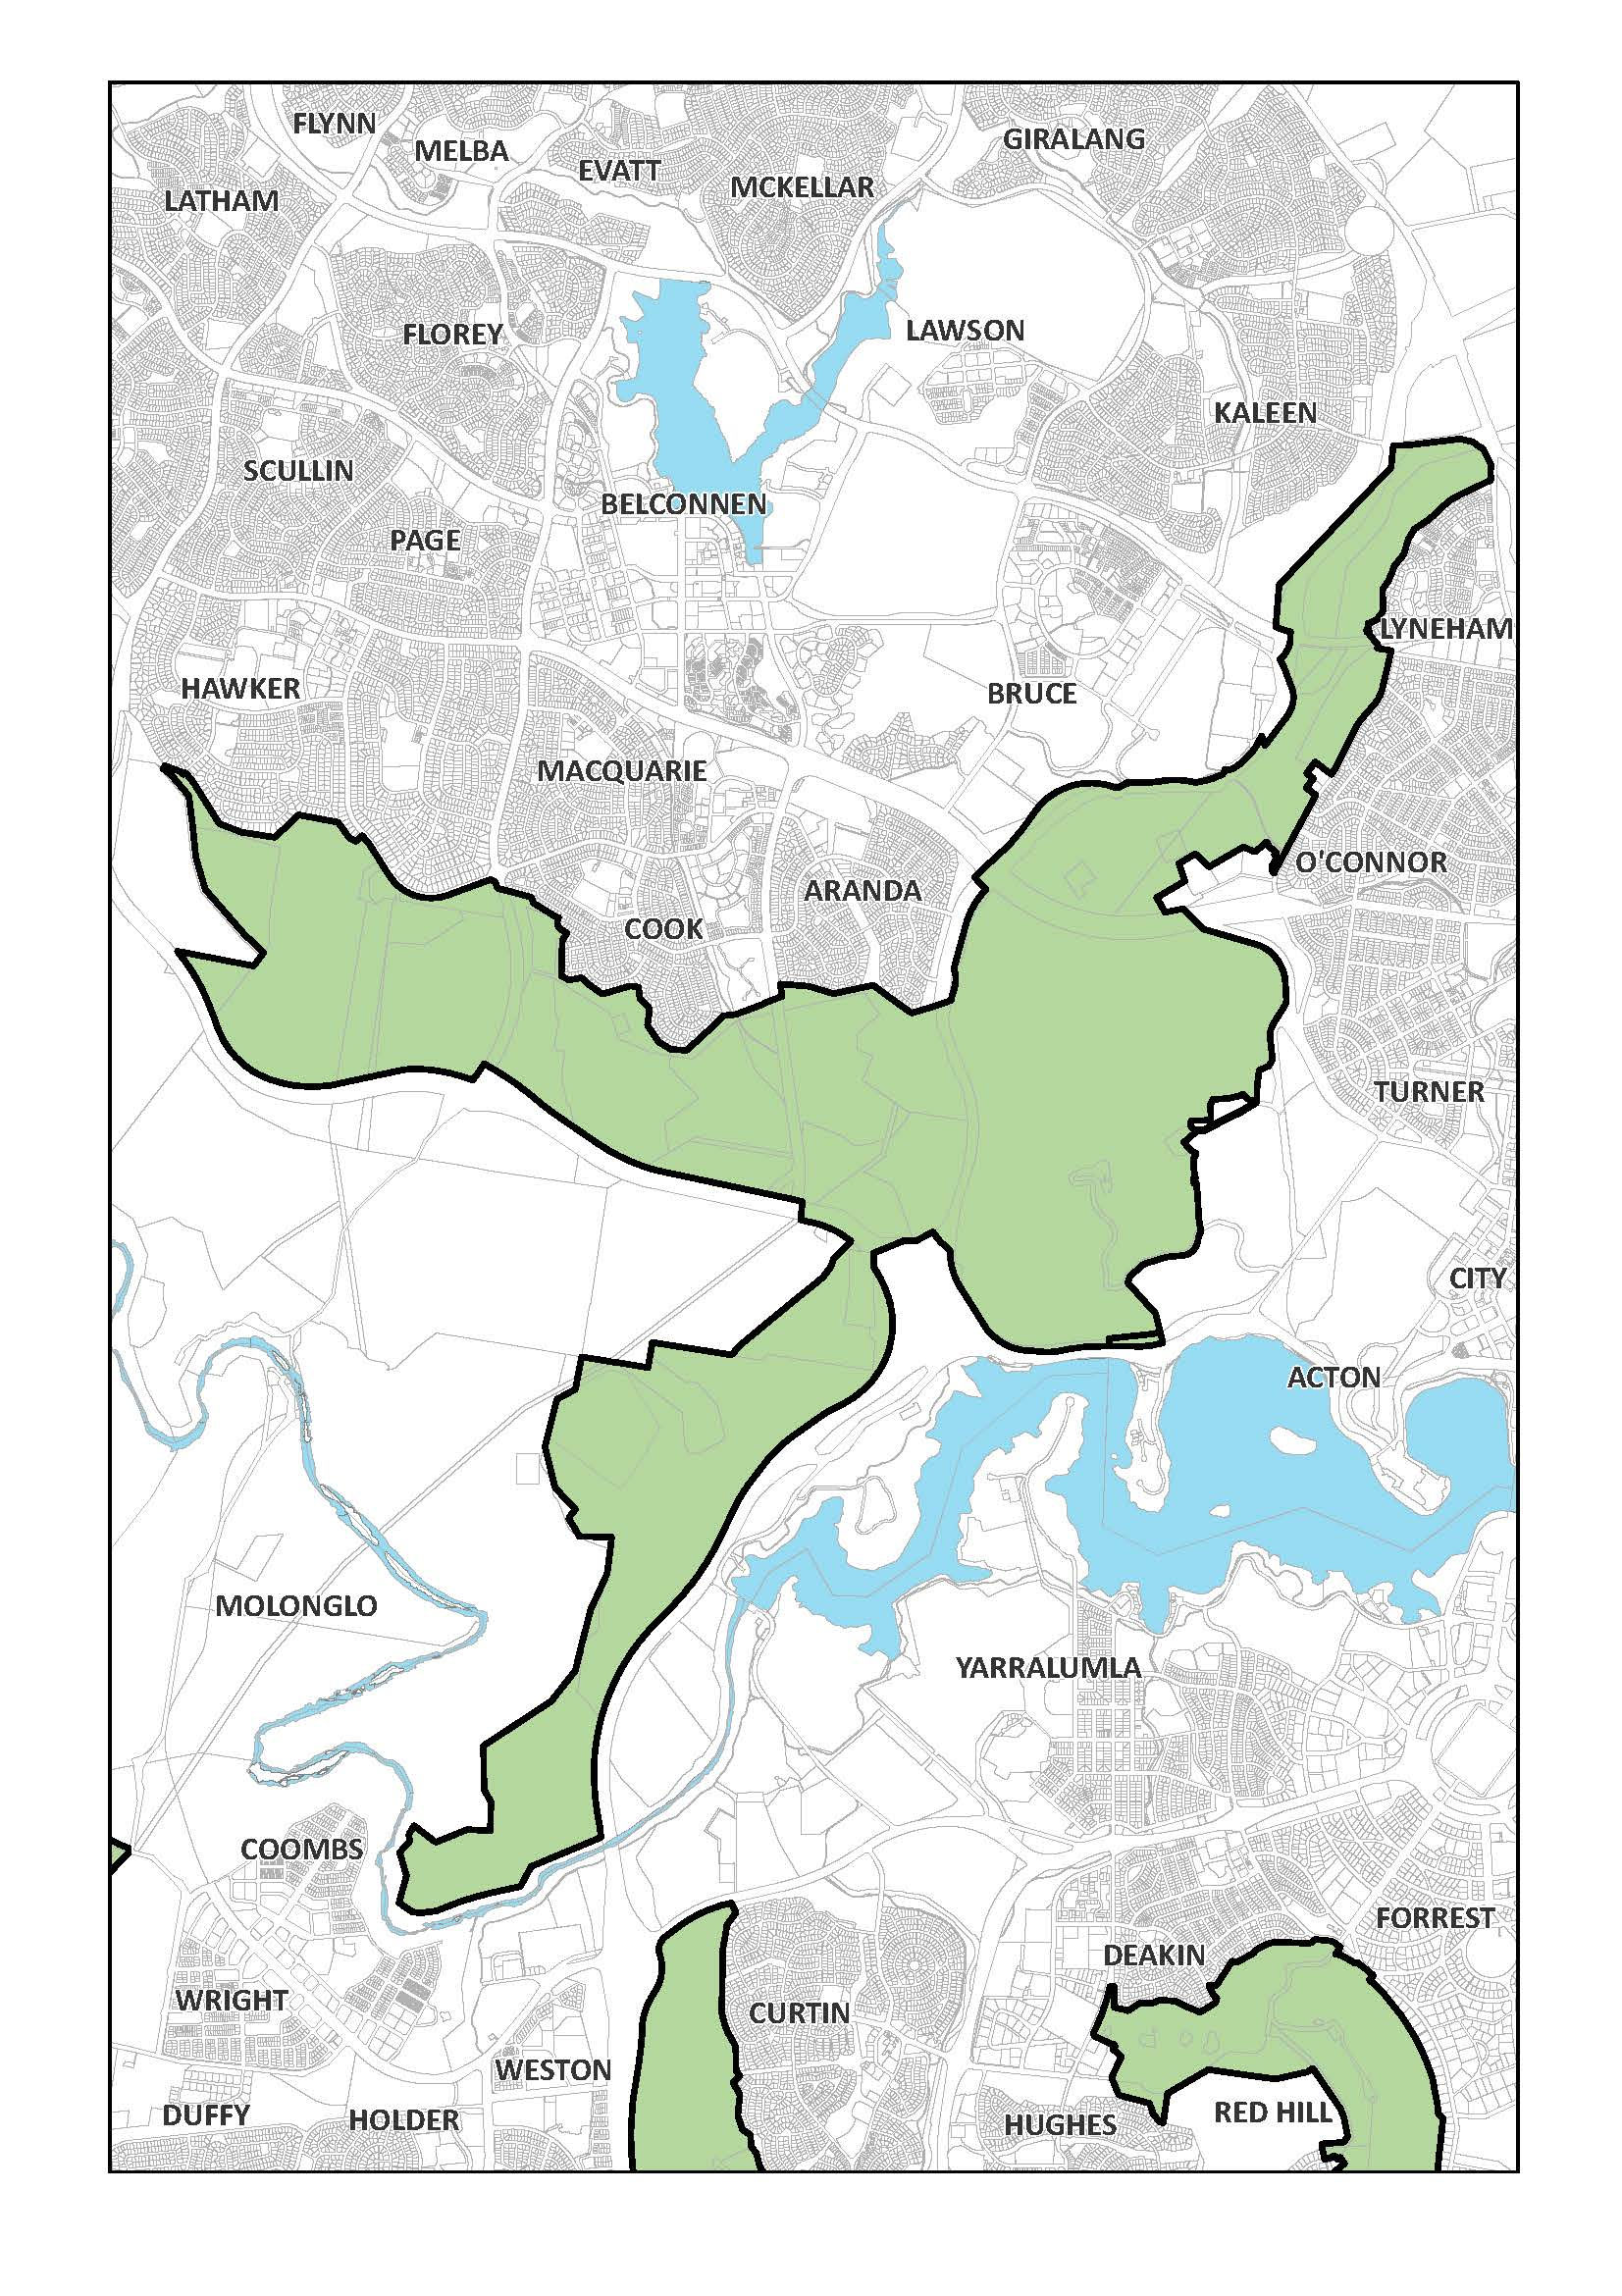 FLYNN
GIRALANG
MELBA
EVATT
MCKELLAR
LATHAM
LAWSON
FLOREY
KALEEN
SCULLIN
BELCONNEN
PAGE
LYNEHAM
HAWKER
BRUCE
MACQUARIE
O'CONNOR
ARANDA
COOK
TURNER
CITY
ACTON
MOLONGLO
YARRALUMLA
COOMBS
FORREST
DEAKIN
WRIGHT
CURTIN
WESTON
RED HILL
DUFFY
HOLDER
HUGHES